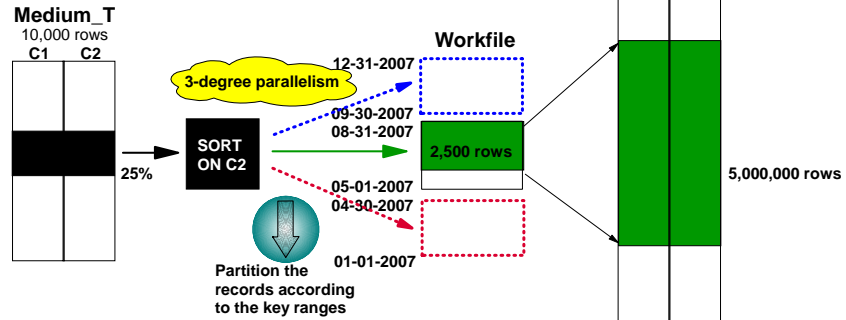 Medium_T
10,000 rows
C1 C2
25%
3-degree parallelism
SORT
ON C2
Partition the
records according
to the key ranges
Workfile
12-31-2007
09-30-2007
08-31-2007
2,500 rows
05-01-2007
04-30-2007
01-01-2007
5,000,000 rows